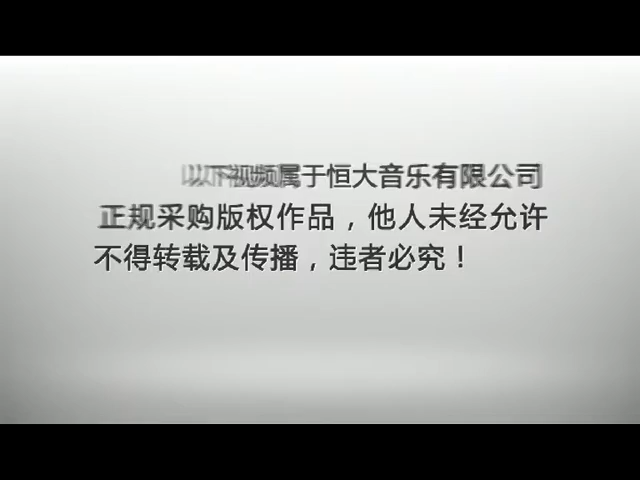 以下视频属于恒大音乐有限公司
正规采购版权作品，他人未经允许
不得转载及传播，违者必究！